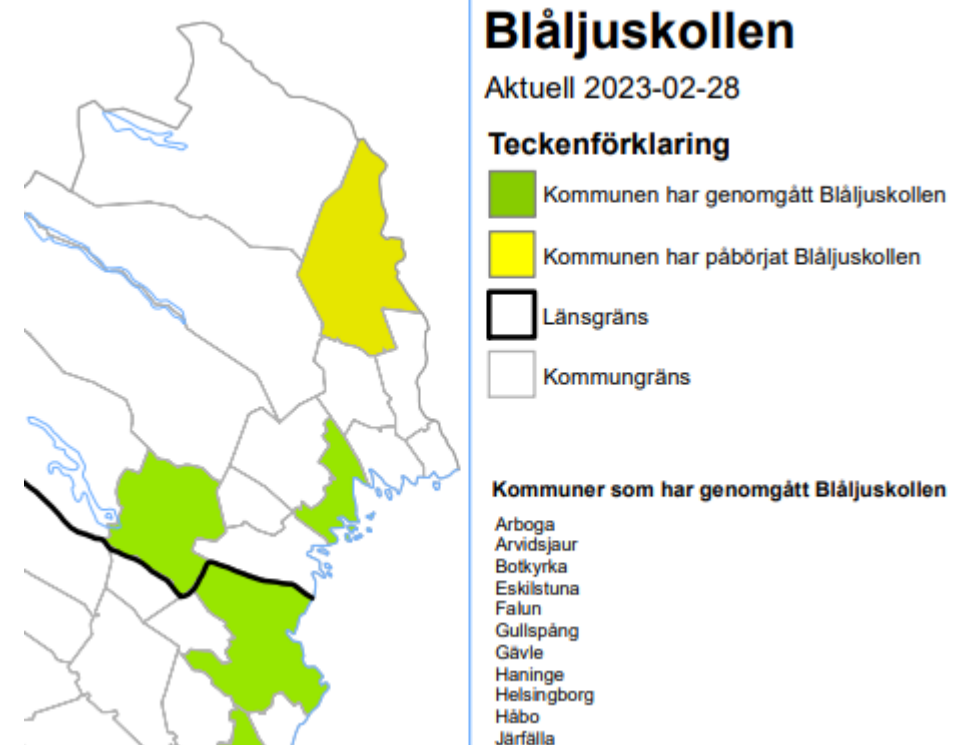 Blåljuskollen
Aktuell 2023-02-28
Teckenförklaring
Kommunen har genomgått Blåljuskollen
Kommunen har påbörjat Blåljuskollen
Länsgräns
Kommungräns
Kommuner som har genomgått Blåljuskollen
Arboga
Arvidsjaur
Botkyrka
Eskilstuna
Falun
Gullspång
Gävle
Haninge
Helsingborg
Håbo
Järfälla